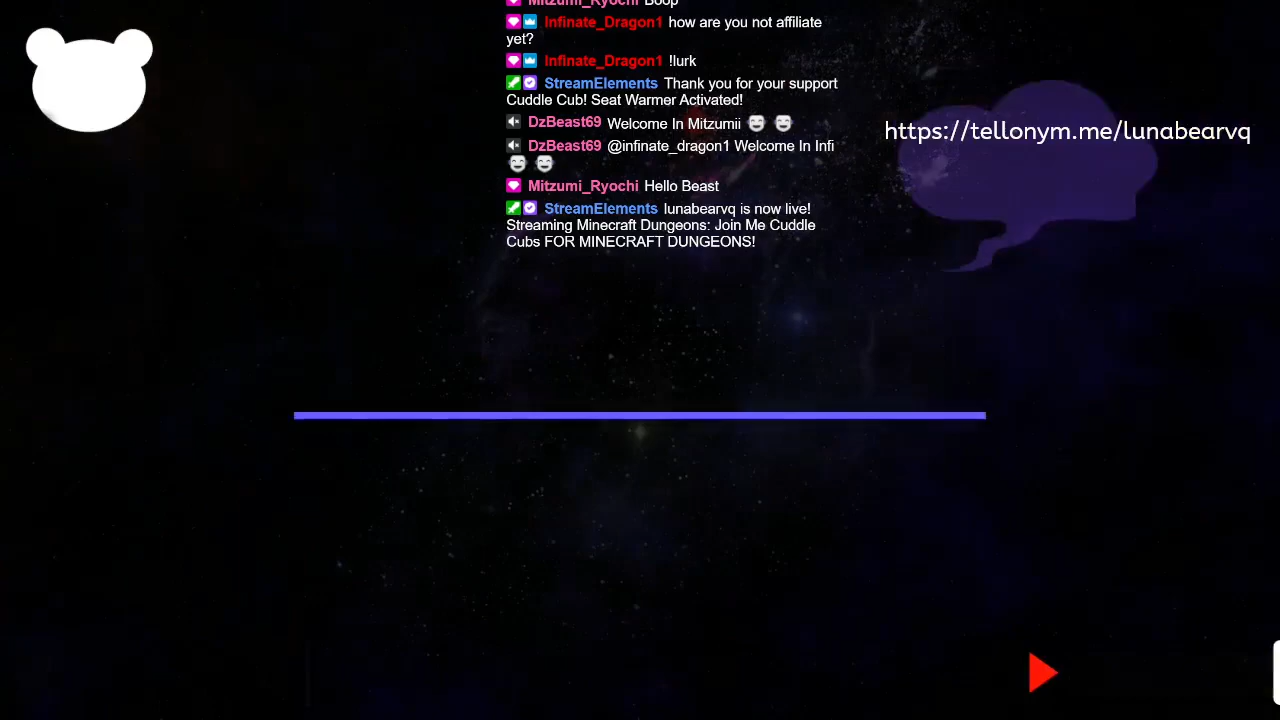 Mitzumi_Ryochi Boop
Infinate_Dragon1 how are you not affiliate
yet?
Infinate_Dragon1 !lurk
StreamElements Thank you for your support
Cuddle Cub! Seat Warmer Activated!
DzBeast69 Welcome In Mitzumii
DzBeast69 @infinate_dragon1 Welcome In Infi
Mitzumi_Ryochi Hello Beast
StreamElements lunabearvq is now live!
Streaming Minecraft Dungeons: Join Me Cuddle
Cubs FOR MINECRAFT DUNGEONS!
https://tellonym.me/lunabearvq